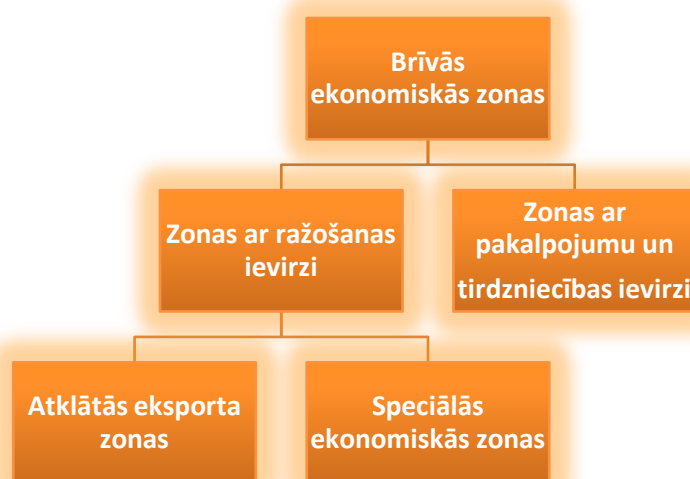 Brīvās
ekonomiskās zonas
Zonas ar ražošanas
ievirzi
Zonas ar
pakalpojumu un
tirdzniecības ievirzi
Atklātās eksporta
zonas
Speciālās
ekonomiskās zonas